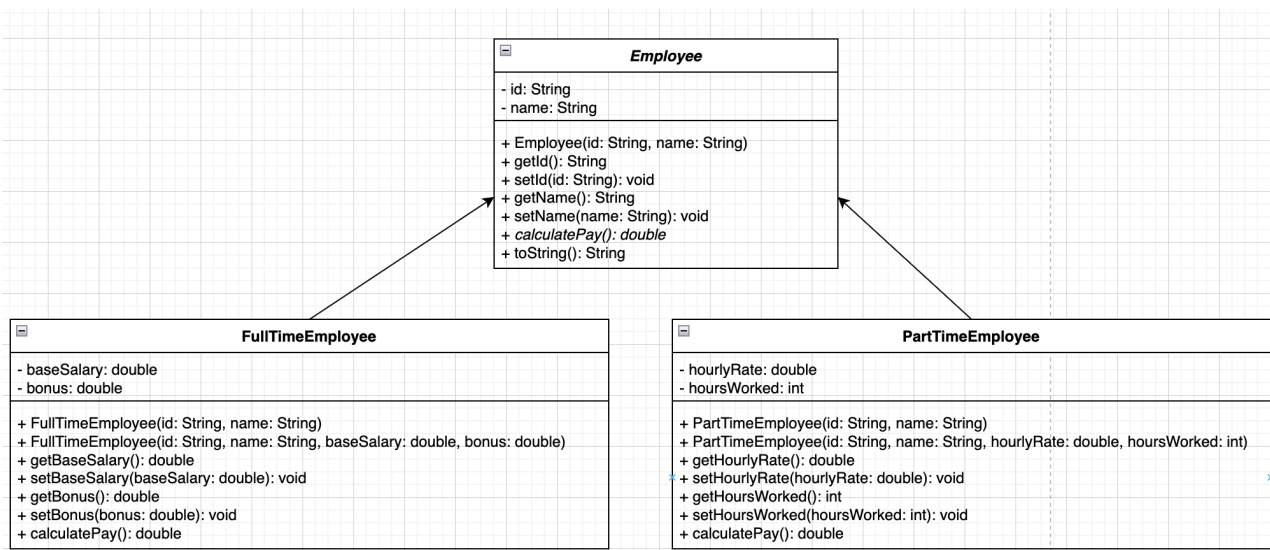 Employee
- id: String
- name: String
+ Employee(id: String, name: String)
+ getId(): String
+ setId(id: String): void
+ getName(): String
+ setName(name: String): void
+ calculatePay(): double
+ toString(): String
FullTimeEmployee
- baseSalary: double
- bonus: double
+ FullTimeEmployee(id: String, name: String)
+ FullTimeEmployee(id: String, name: String, baseSalary: double, bonus: double)
+ getBaseSalary(): double
+ setBaseSalary(baseSalary: double): void
+ getBonus(): double
+ setBonus(bonus: double): void
+ calculatePay(): double
PartTimeEmployee
- hourlyRate: double
- hoursWorked: int
+ PartTimeEmployee(id: String, name: String)
+ PartTimeEmployee(id: String, name: String, hourlyRate: double, hoursWorked: int)
+ getHourlyRate(): double
+ setHourlyRate(hourlyRate: double): void
+ getHoursWorked(): int
+ setHoursWorked(hoursWorked: int): void
+ calculatePay(): double